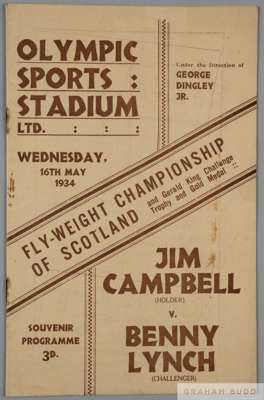 OLYMPIC
SPORTS :
STADIUM
LTD. : : :
Under the Direction of
GEORGE
DINGLEY
JR.
WEDNESDAY,
16TH MAY
1934
FLY-WEIGHT CHAMPIONSHIP
OF SCOTLAND
and Gerald King Challenge
Trophy and Gold Medal ::
JIM
CAMPBELL
(HOLDER)
V.
BENNY
LYNCH
(CHALLENGER)
SOUVENIR
PROGRAMME
3D.
GRAHAM BUDD